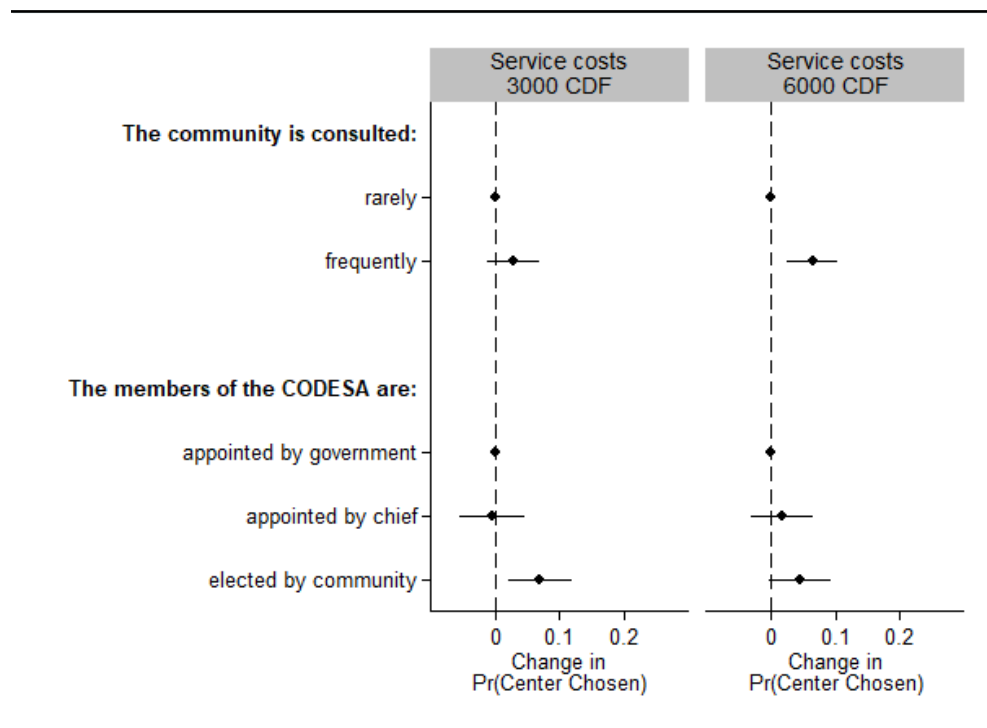 Service costs
3000 CDF
Service costs
6000 CDF
The community is consulted:
rarely
frequently
The members of the CODESA are:
appointed by government
appointed by chief
elected by community
0 0.1 0.2
0 0.1 0.2
Change in
Pr(Center Chosen)
Change in
Pr(Center Chosen)